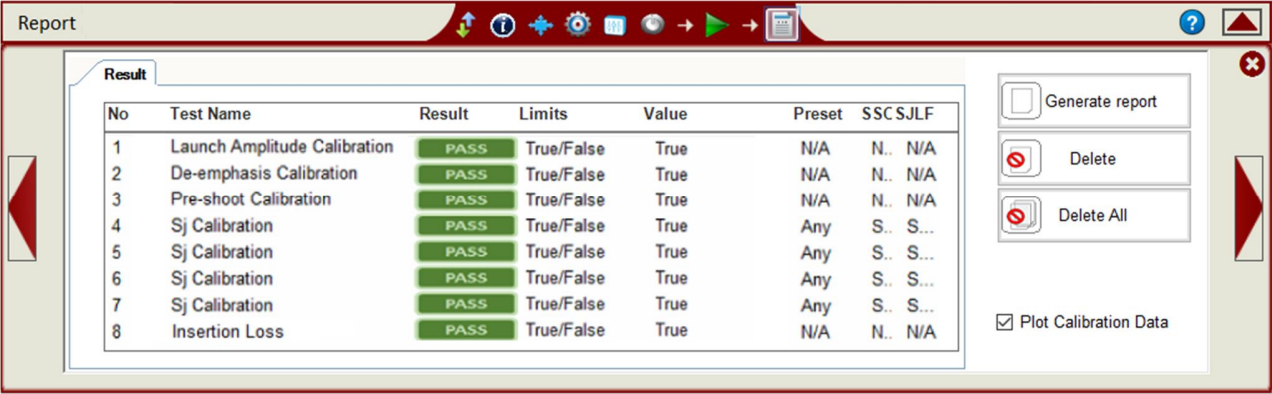 Report
Result
No Test Name Result Limits Value Preset SSC SJLF
1 Launch Amplitude Calibration PASS True/False True N/A N.. N/A
2 De-emphasis Calibration PASS True/False True N/A N.. N/A
3 Pre-shoot Calibration PASS True/False True N/A N.. N/A
4 Sj Calibration PASS True/False True Any S.. S...
5 Sj Calibration PASS True/False True Any S.. S...
6 Sj Calibration PASS True/False True Any S.. S...
7 Sj Calibration PASS True/False True Any S.. S...
8 Insertion Loss PASS True/False True N/A N.. N/A
Generate report
Delete
Delete All
Plot Calibration Data